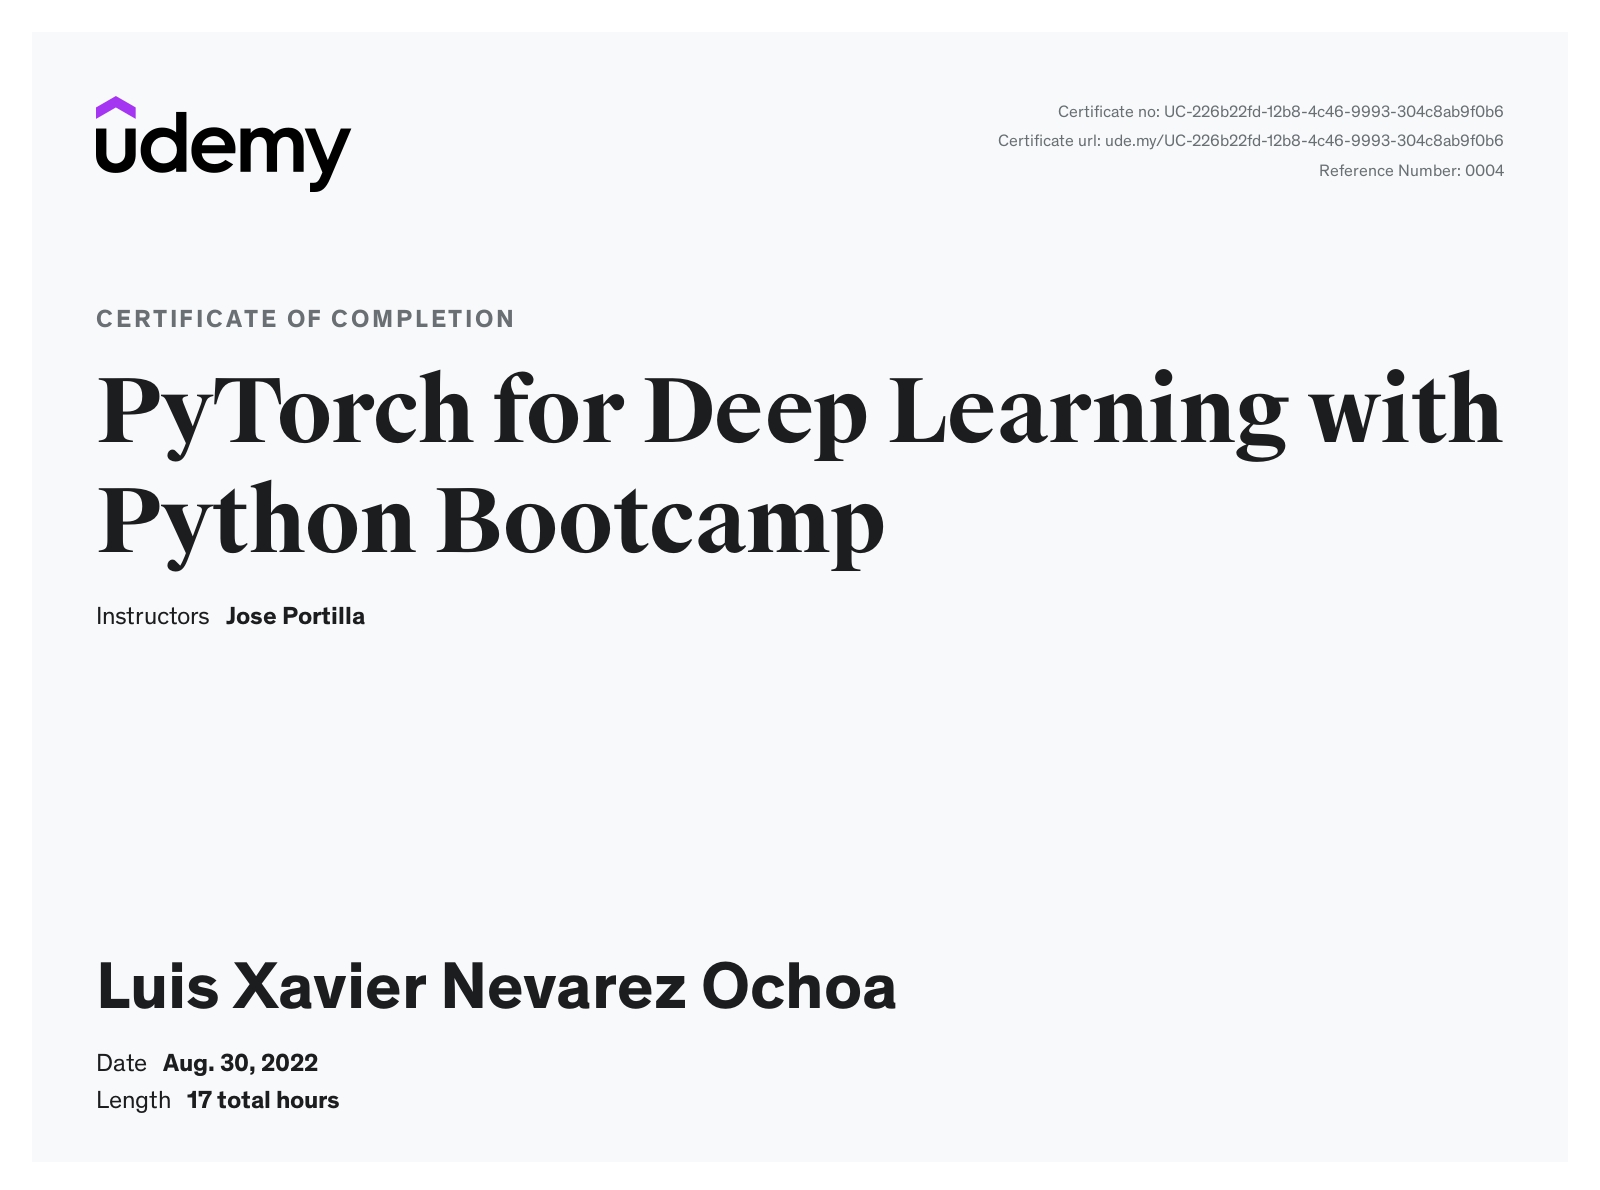 udemy
Certificate no: UC-226b22fd-12b8-4c46-9993-304c8ab9f0b6
Certificate url: ude.my/UC-226b22fd-12b8-4c46-9993-304c8ab9f0b6
Reference Number: 0004
CERTIFICATE OF COMPLETION
PyTorch for Deep Learning with
Python Bootcamp
Instructors Jose Portilla
Luis Xavier Nevarez Ochoa
Date Aug. 30, 2022
Length 17 total hours